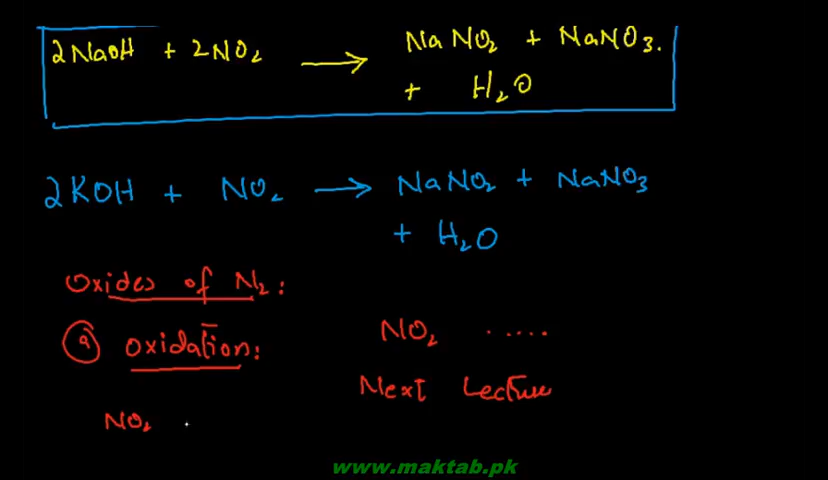 2NaOH + 2NO₂ → NaNO₂ + NaNO₃.
+ H₂O
2KOH + NO₂ → NaNO₂ + NaNO₃
+ H₂O
Oxides of N₂:
a Oxidation:
NO₂ .....
Next Lecture
NO₂
www.maktab.pk